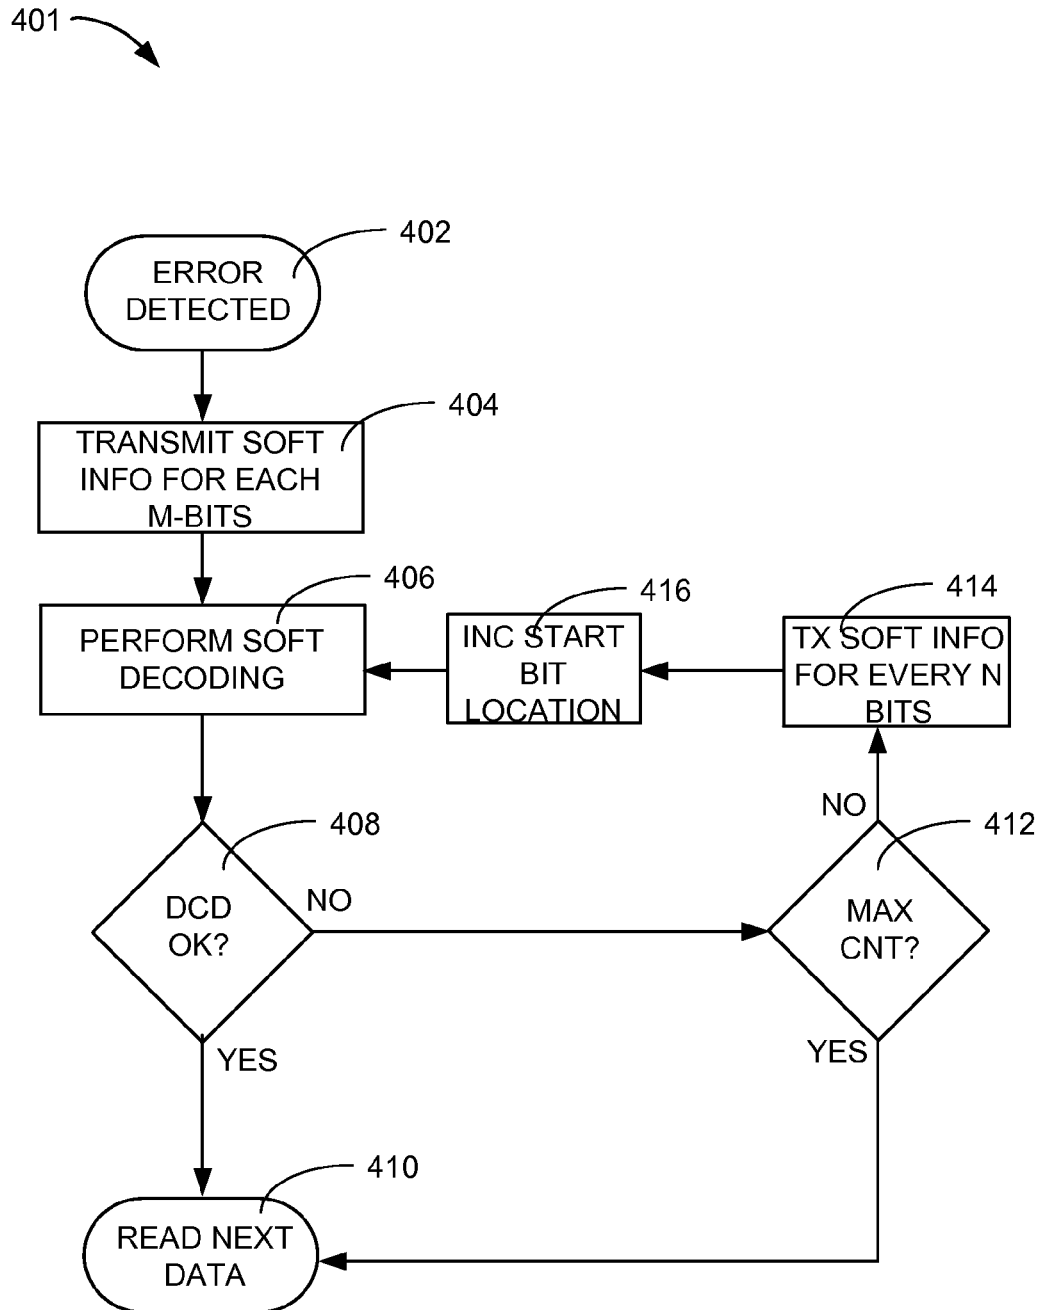 401
402
ERROR
DETECTED
404
TRANSMIT SOFT
INFO FOR EACH
M-BITS
406
PERFORM SOFT
DECODING
416
INC START
BIT
LOCATION
414
TX SOFT INFO
FOR EVERY N
BITS
408
DCD
OK?
NO
YES
NO
412
MAX
CNT?
YES
410
READ NEXT
DATA